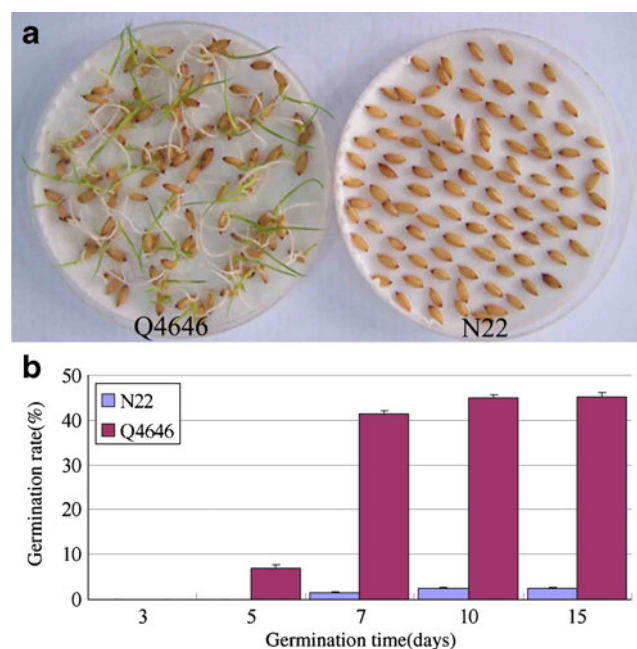 a
Q4646
N22
b
50
40
30
20
10
0
Germination rate(%)
N22
Q4646
3
5
7
10
15
Germination time(days)